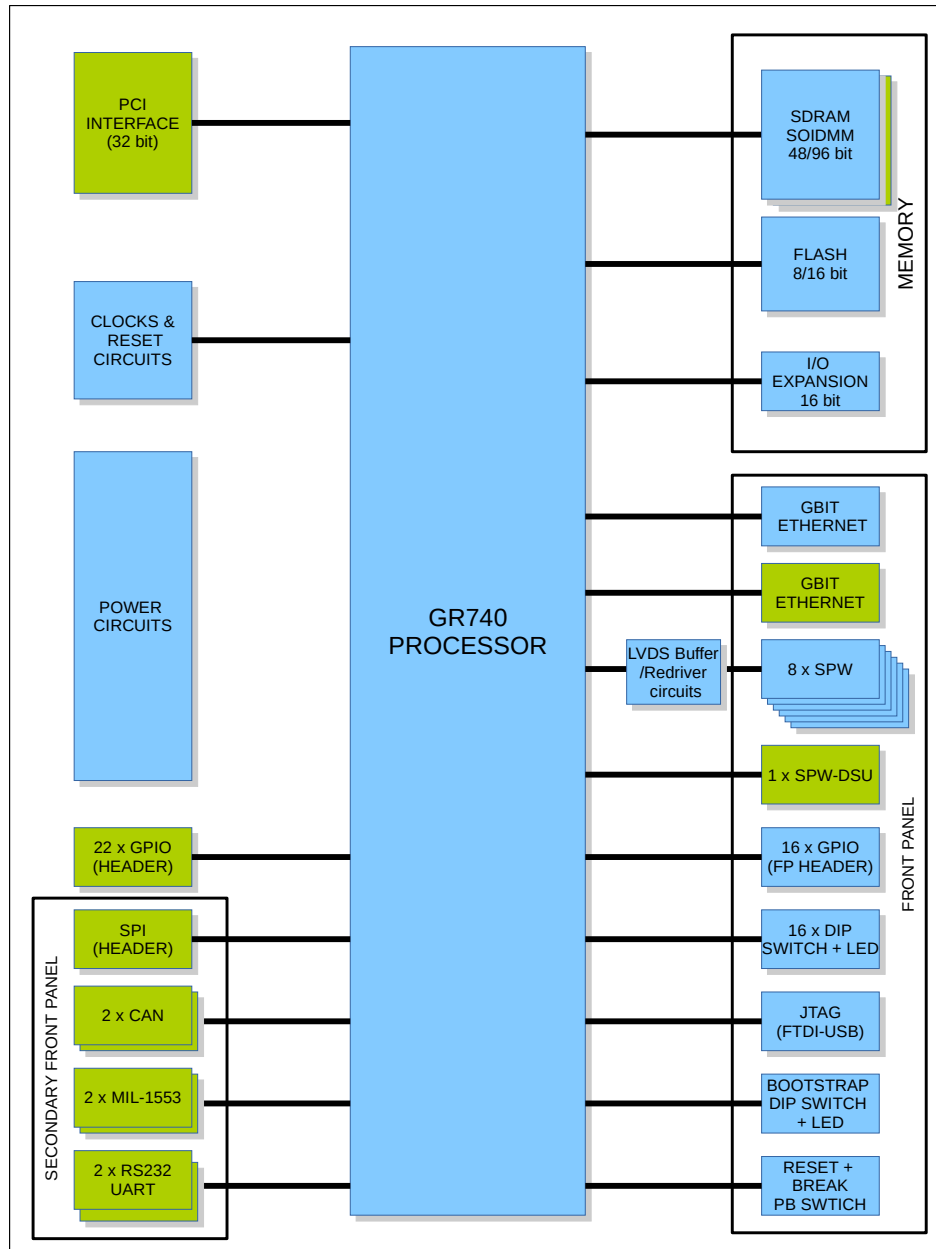 PCI
INTERFACE
(32 bit)
CLOCKS &
RESET
CIRCUITS
POWER
CIRCUITS
22 x GPIO
(HEADER)
SECONDARY FRONT PANEL
SPI
(HEADER)
2 x CAN
2 x MIL-1553
2 x RS232
UART
GR740
PROCESSOR
SDRAM
SOIDMM
48/96 bit
FLASH
8/16 bit
I/O
EXPANSION
16 bit
MEMORY
GBIT
ETHERNET
GBIT
ETHERNET
LVDS Buffer
/Redriver
circuits
8 x SPW
1 x SPW-DSU
16 x GPIO
(FP HEADER)
16 x DIP
SWITCH + LED
JTAG
(FTDI-USB)
BOOTSTRAP
DIP SWITCH
+ LED
RESET +
BREAK
PB SWTICH
FRONT PANEL